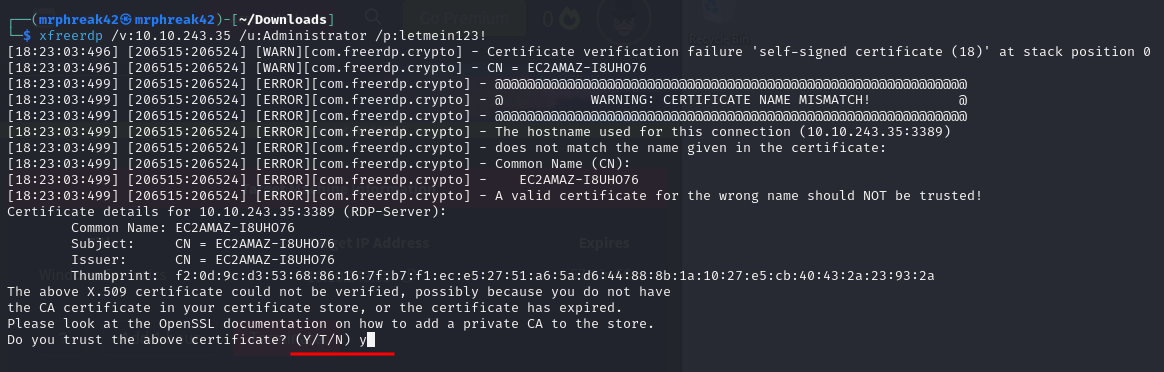 Go Premium 0
┌──(mrphreak42㉿mrphreak42)-[~/Downloads]
└─$ xfreerdp /v:10.10.243.35 /u:Administrator /p:letmein123!
[18:23:03:496] [206515:206524] [WARN][com.freerdp.crypto] - Certificate verification failure 'self-signed certificate (18)' at stack position 0
[18:23:03:496] [206515:206524] [WARN][com.freerdp.crypto] - CN = EC2AMAZ-I8UHO76
[18:23:03:499] [206515:206524] [ERROR][com.freerdp.crypto] - @@@@@@@@@@@@@@@@@@@@@@@@@@@@@@@@@@@@@@@@@@@@@@@@@@@@@@@@@@@
[18:23:03:499] [206515:206524] [ERROR][com.freerdp.crypto] - @           WARNING: CERTIFICATE NAME MISMATCH!           @
[18:23:03:499] [206515:206524] [ERROR][com.freerdp.crypto] - @@@@@@@@@@@@@@@@@@@@@@@@@@@@@@@@@@@@@@@@@@@@@@@@@@@@@@@@@@@
[18:23:03:499] [206515:206524] [ERROR][com.freerdp.crypto] - The hostname used for this connection (10.10.243.35:3389)
[18:23:03:499] [206515:206524] [ERROR][com.freerdp.crypto] - does not match the name given in the certificate:
[18:23:03:499] [206515:206524] [ERROR][com.freerdp.crypto] - Common Name (CN):
[18:23:03:499] [206515:206524] [ERROR][com.freerdp.crypto] -    EC2AMAZ-I8UHO76
[18:23:03:499] [206515:206524] [ERROR][com.freerdp.crypto] - A valid certificate for the wrong name should NOT be trusted!
Certificate details for 10.10.243.35:3389 (RDP-Server):
        Common Name: EC2AMAZ-I8UHO76
        Subject:     CN = EC2AMAZ-I8UHO76
get IP Address Expires
        Issuer:      CN = EC2AMAZ-I8UHO76
        Thumbprint:  f2:0d:9c:d3:53:68:86:16:7f:b7:f1:ec:e5:27:51:a6:5a:d6:44:88:8b:1a:10:27:e5:cb:40:43:2a:23:93:2a
The above X.509 certificate could not be verified, possibly because you do not have
the CA certificate in your certificate store, or the certificate has expired.
Please look at the OpenSSL documentation on how to add a private CA to the store.
Do you trust the above certificate? (Y/T/N) y